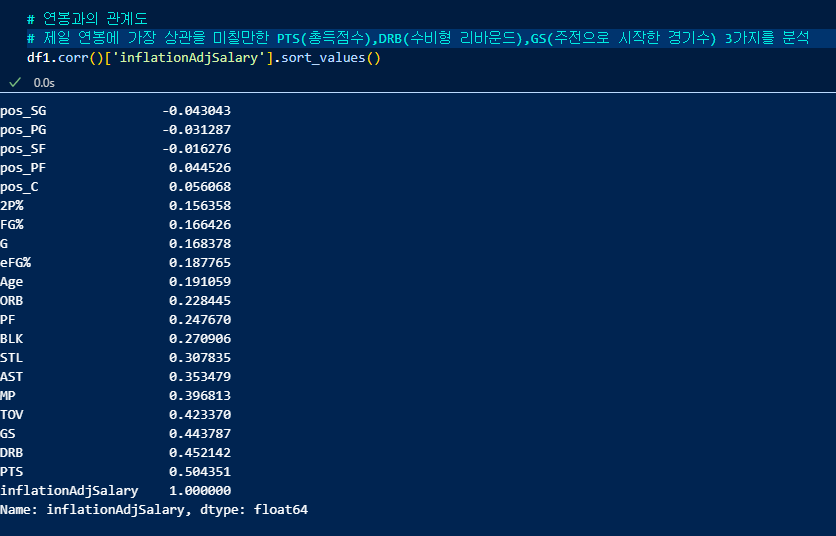 # 연봉과의 관계도
# 제일 연봉에 가장 상관을 미칠만한 PTS(총득점수),DRB(수비형 리바운드),GS(주전으로 시작한 경기수) 3가지를 분석
df1.corr()['inflationAdjSalary'].sort_values()
✓ 0.0s
pos_SG -0.043043
pos_PG -0.031287
pos_SF -0.016276
pos_PF 0.044526
pos_C 0.056068
2P% 0.156358
FG% 0.166426
G 0.168378
eFG% 0.187765
Age 0.191059
ORB 0.228445
PF 0.247670
BLK 0.270906
STL 0.307835
AST 0.353479
MP 0.396813
TOV 0.423370
GS 0.443787
DRB 0.452142
PTS 0.504351
inflationAdjSalary 1.000000
Name: inflationAdjSalary, dtype: float64